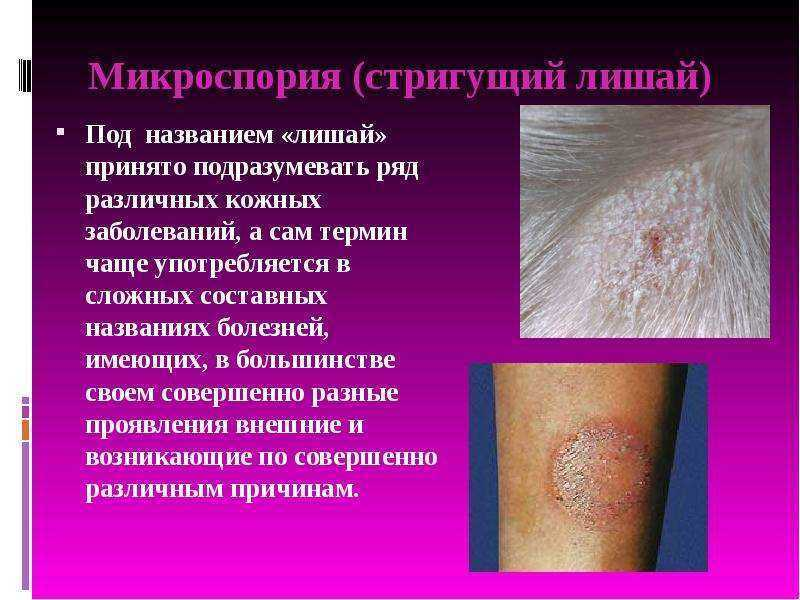 Микроспория (стригущий лишай)
Под названием «лишай»
принято подразумевать ряд
различных кожных
заболеваний, а сам термин
чаще употребляется в
сложных составных
названиях болезней,
имеющих, в большинстве
своем совершенно разные
проявления внешние и
возникающие по совершенно
различным причинам.